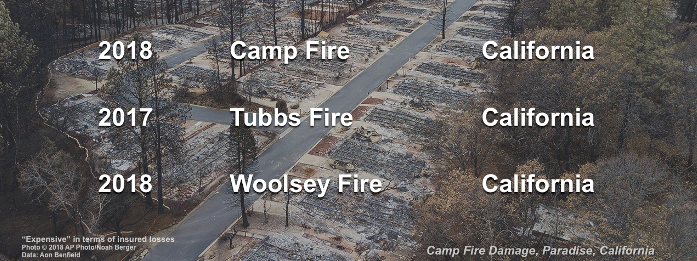 2018 Camp Fire California
2017 Tubbs Fire California
2018 Woolsey Fire California
“Expensive” in terms of insured losses
Photo © 2018 AP Photo/Noah Berger
Data: Aon Benfield
Camp Fire Damage, Paradise, California